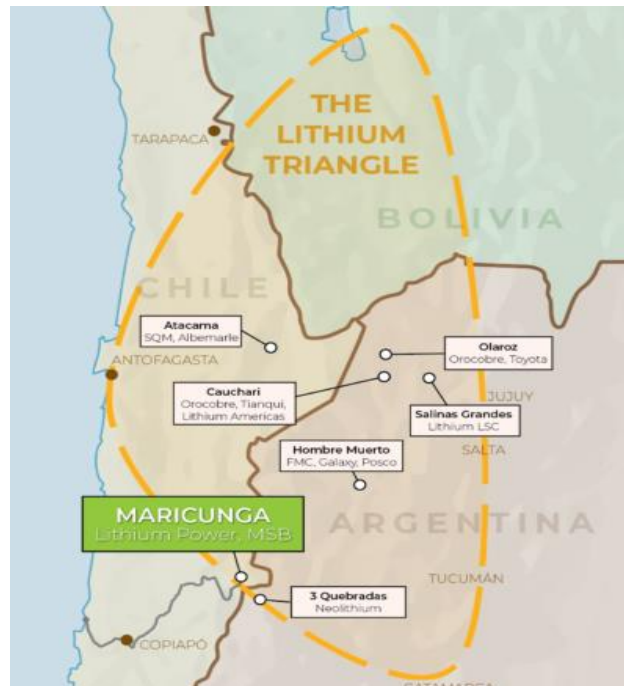 THE
LITHIUM
TRIANGLE
TARAPACA
BOLIVIA
CHILE
Atacama
SQM, Albemarle
Olaroz
Orocobre, Toyota
ANTOFAGASTA
Cauchari
Orocobre, Tianqui,
Lithium Americas
JUJUY
Salinas Grandes
Lithium LSC
SALTA
Hombre Muerto
FMC, Galaxy, Posco
MARICUNGA
Lithium Power, MSB
ARGENTINA
TUCUMÁN
3 Quebradas
Neolithium
COPIAPÓ